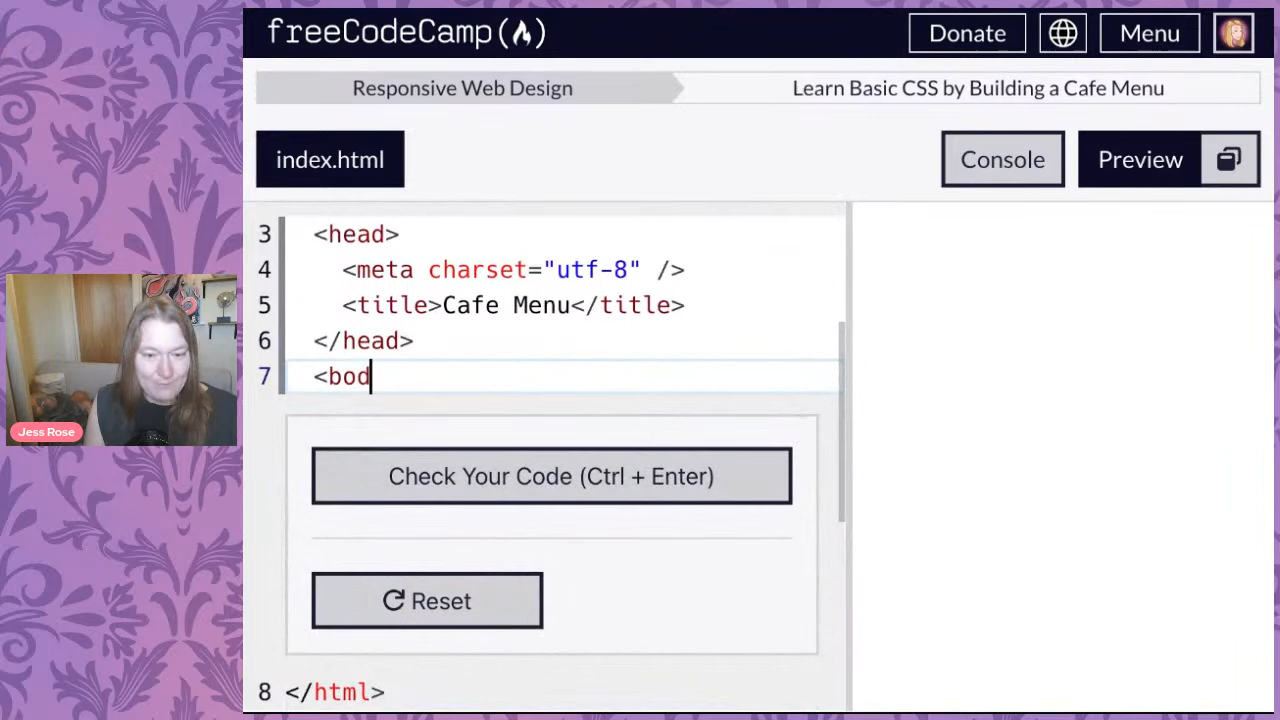 freeCodeCamp
Donate
Menu
Responsive Web Design
Learn Basic CSS by Building a Cafe Menu
index.html
Console
Preview
3 <head>
4 <meta charset="utf-8" />
5 <title>Cafe Menu</title>
6 </head>
7 <bod
Check Your Code (Ctrl + Enter)
Reset
8 </html>
Jess Rose